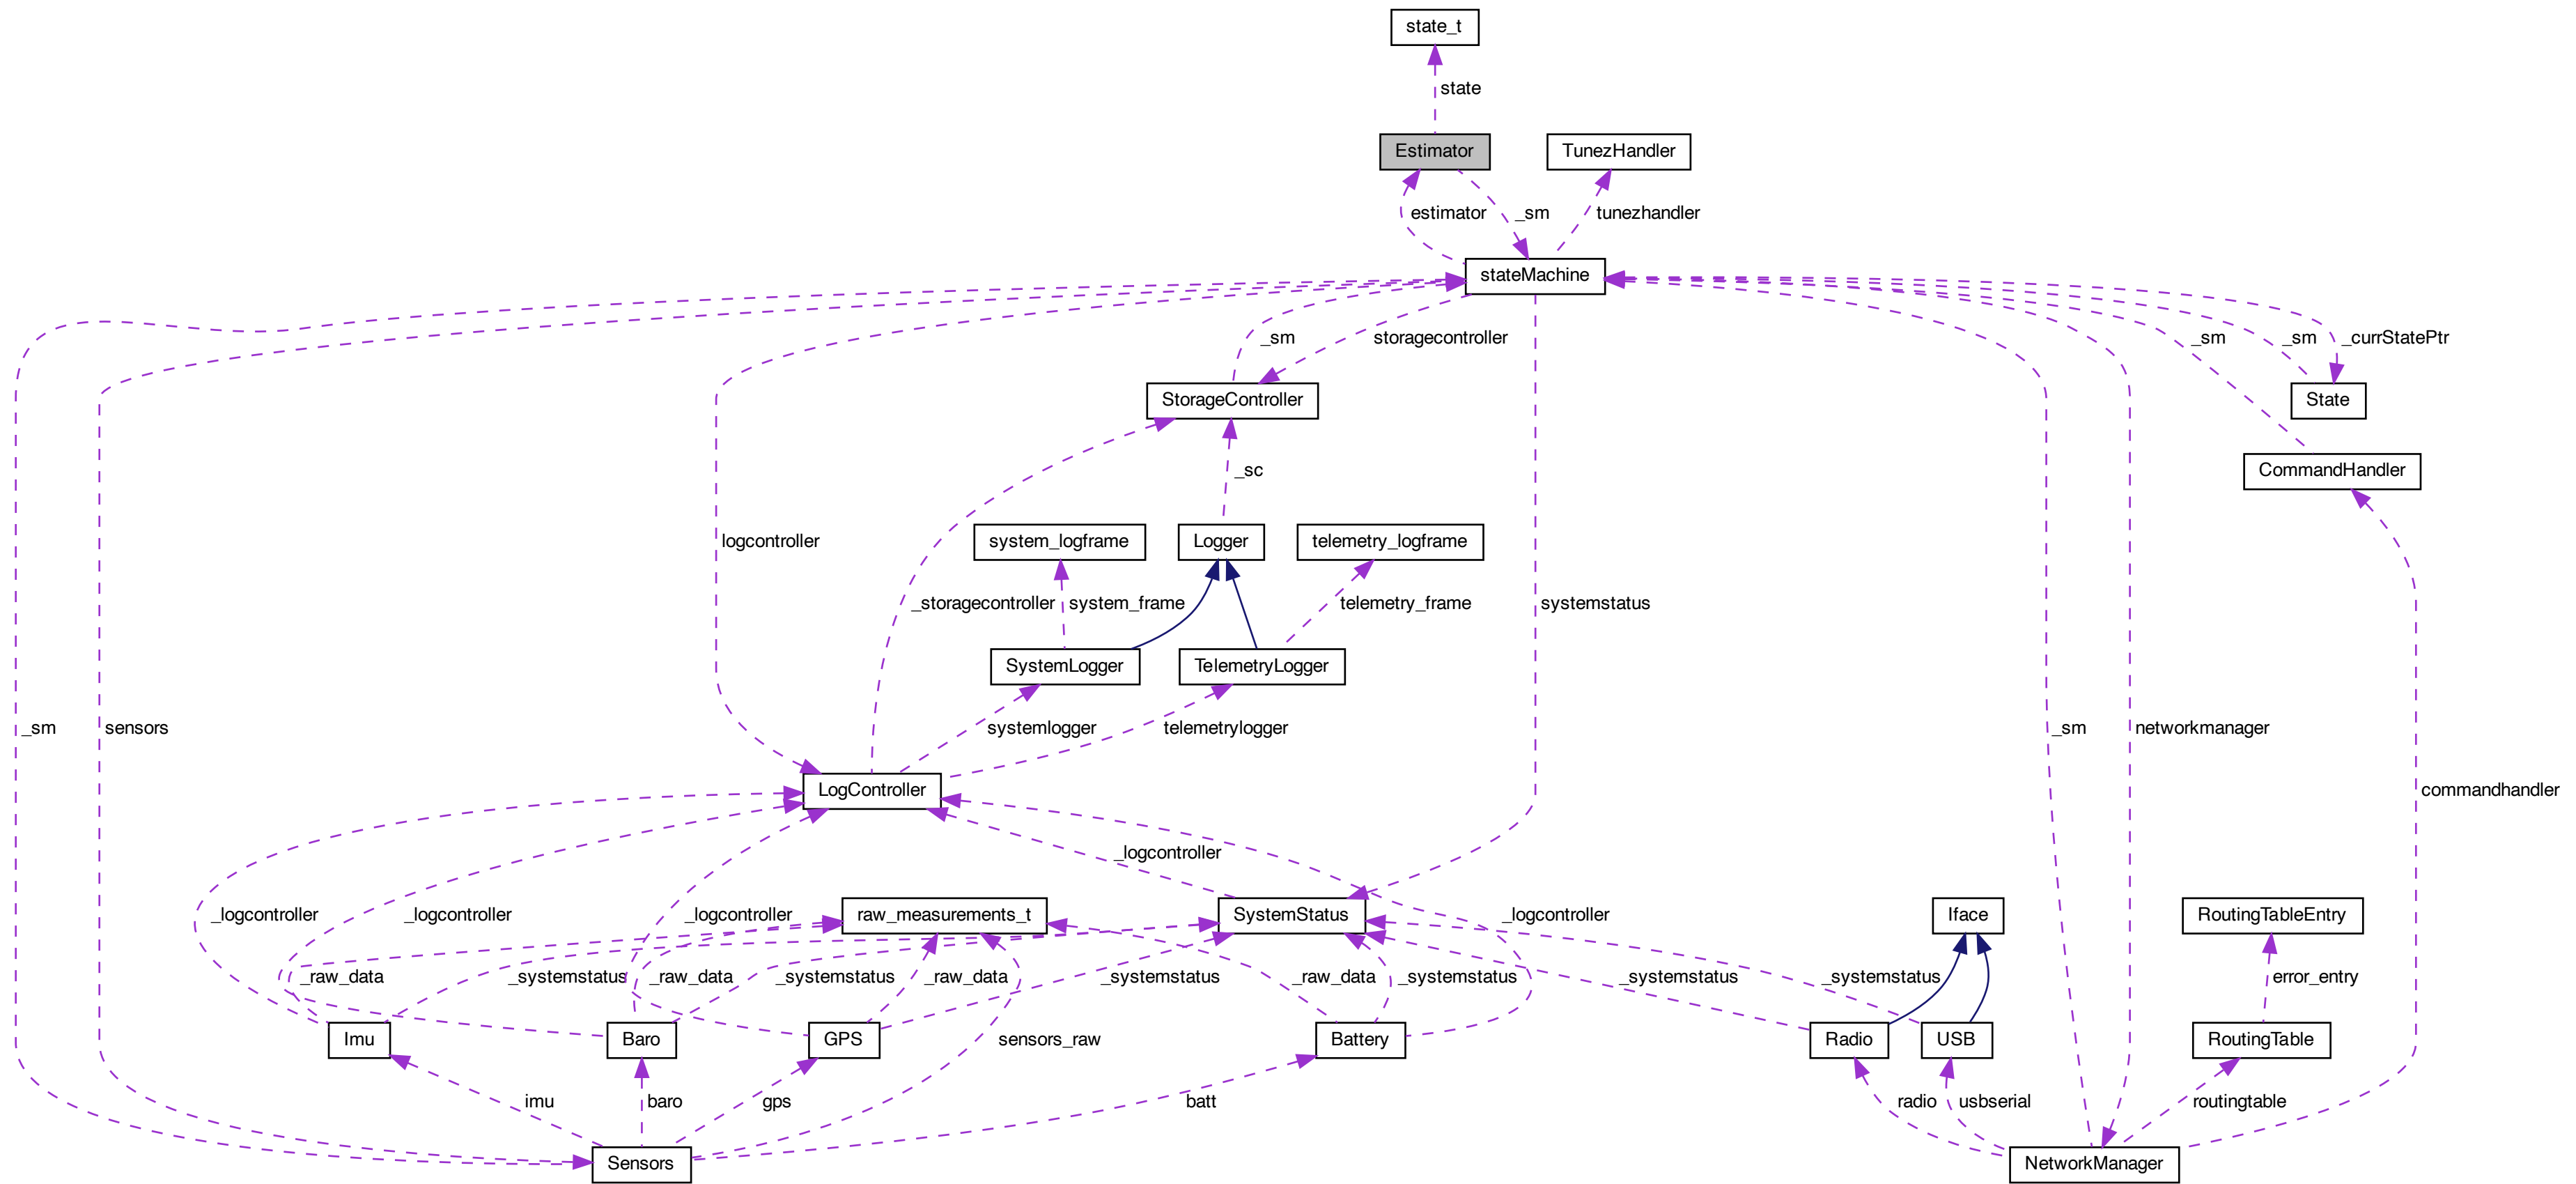 state_t
state
Estimator
TunezHandler
estimator
_sm
tunezhandler
stateMachine
_sm
storagecontroller
_sm
_sm
_currStatePtr
StorageController
State
_sc
CommandHandler
logcontroller
system_logframe
Logger
telemetry_logframe
_storagecontroller
system_frame
telemetry_frame
systemstatus
SystemLogger
TelemetryLogger
_sm
sensors
systemlogger
telemetrylogger
_sm
networkmanager
LogController
commandhandler
_logcontroller
_logcontroller
_logcontroller
_logcontroller
raw_measurements_t
SystemStatus
_logcontroller
Iface
RoutingTableEntry
_raw_data
_systemstatus
_raw_data
_systemstatus
_raw_data
_systemstatus
_raw_data
_systemstatus
_systemstatus
_systemstatus
error_entry
Imu
Baro
GPS
sensors_raw
Battery
Radio
USB
RoutingTable
imu
baro
gps
batt
radio
usbserial
routingtable
Sensors
NetworkManager